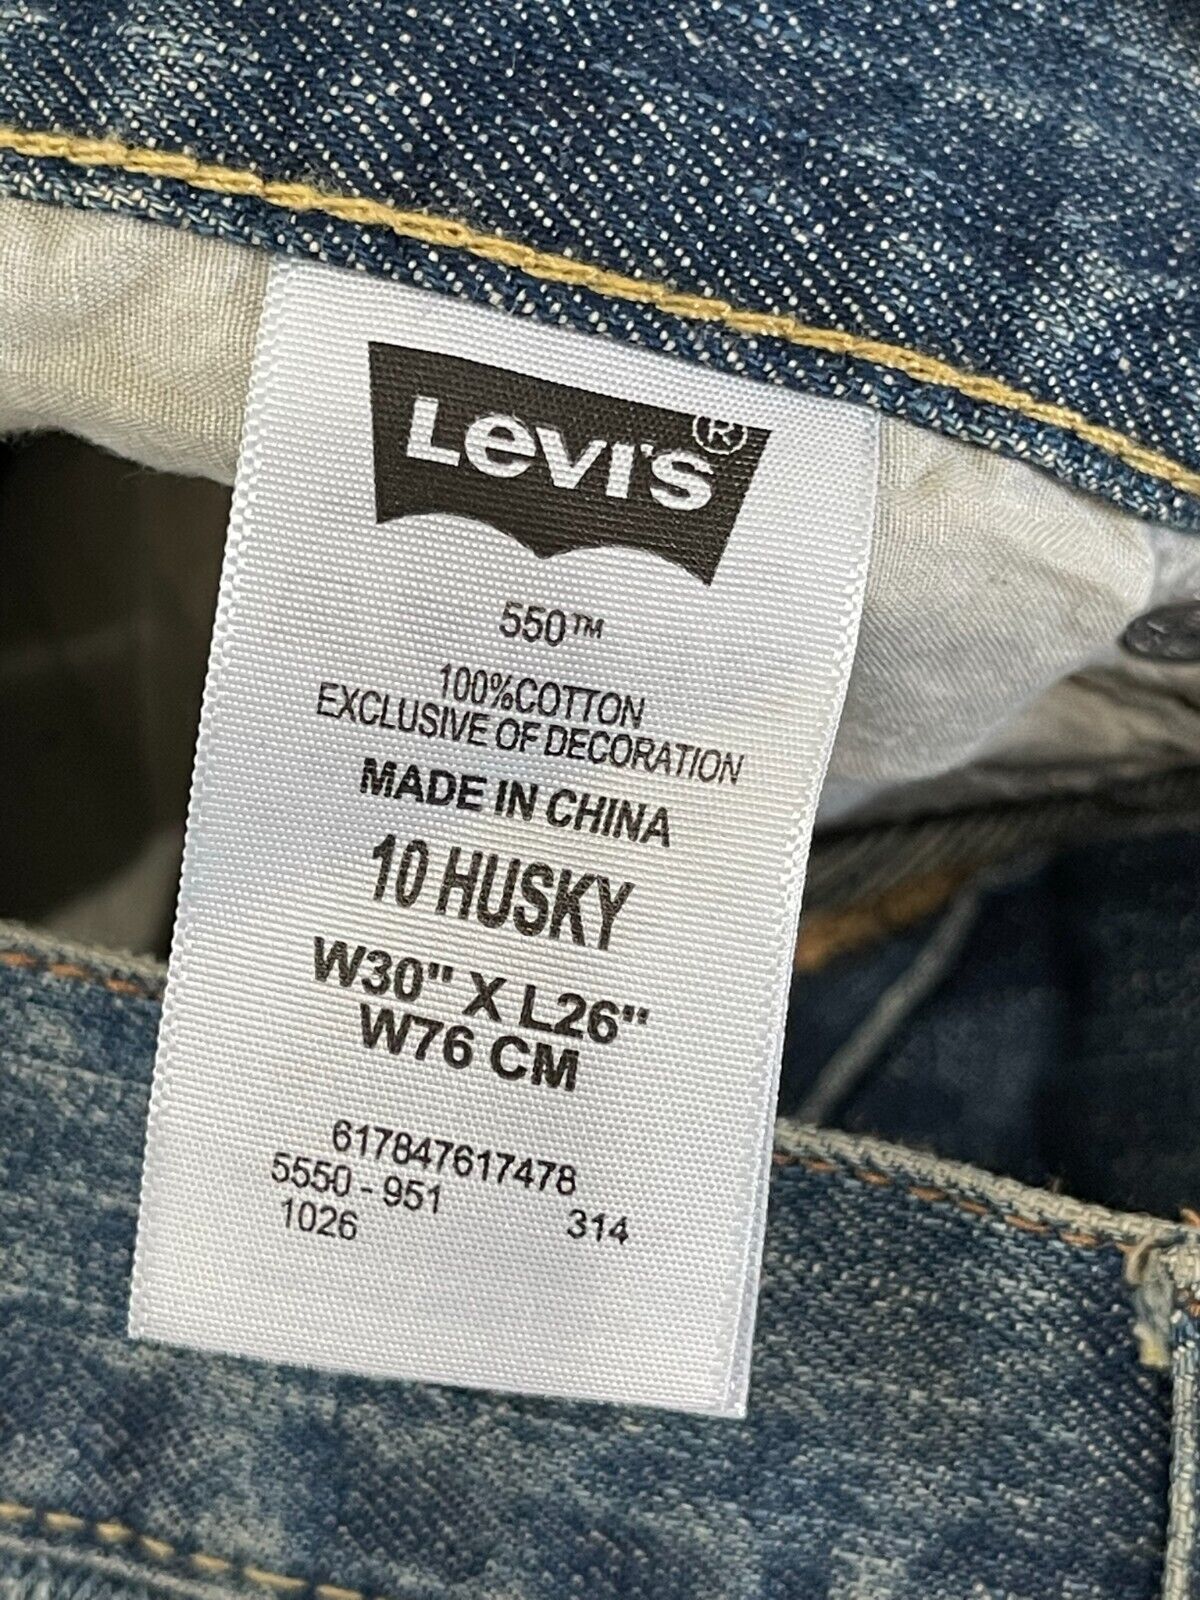 LEVI'S®
550™
100%COTTON
EXCLUSIVE OF DECORATION
MADE IN CHINA
10 HUSKY
W30" X L26"
W76 CM
617847617478
5550 - 951
1026 314